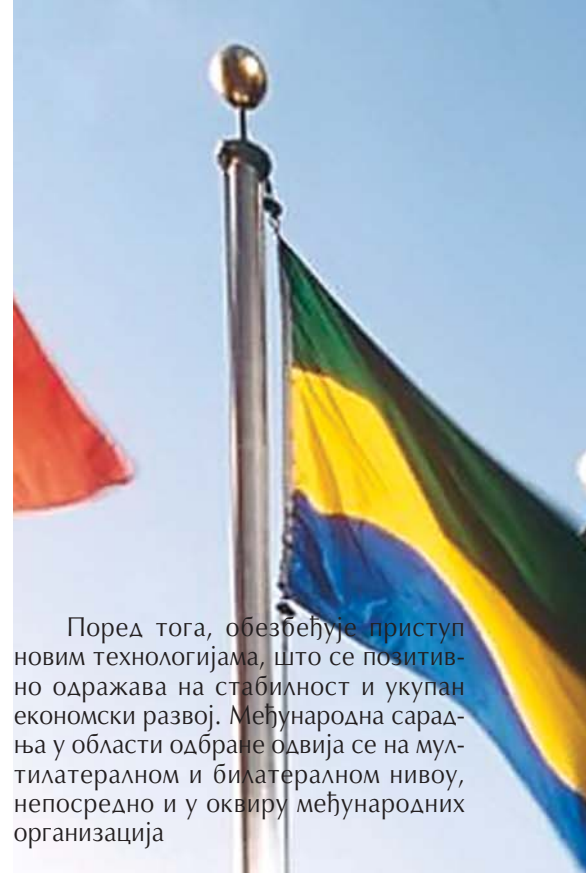 Поред тога, обезбеђује приступ
новим технологијама, што се позитив-
но одражава на стабилност и укупан
економски развој. Међународна сарад-
ња у области одбране одвија се на мул-
тилатералном и билатералном нивоу,
непосредно и у оквиру међународних
организација